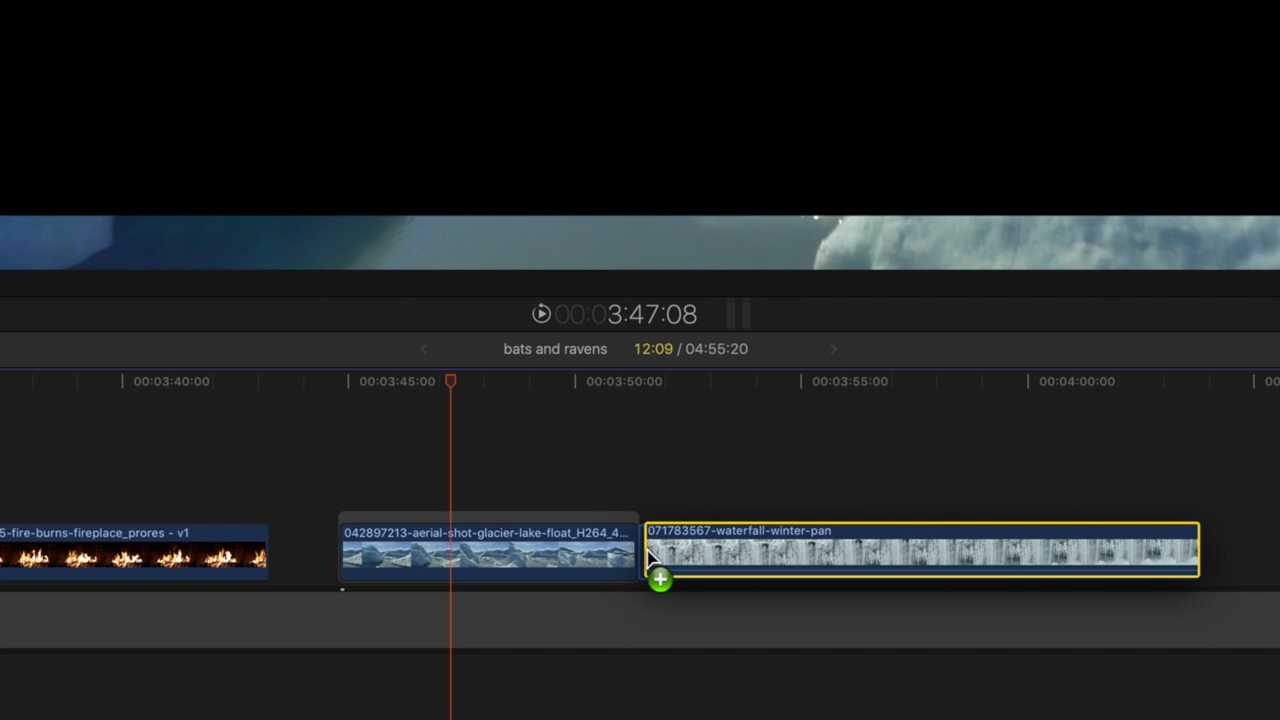 00:03:47:08
bats and ravens 12:09 / 04:55:20
00:03:40:00 00:03:45:00 00:03:50:00 00:03:55:00 00:04:00:00 00
5-fire-burns-fireplace_prores - v1
042897213-aerial-shot-glacier-lake-float_H264_4...
071783567-waterfall-winter-pan